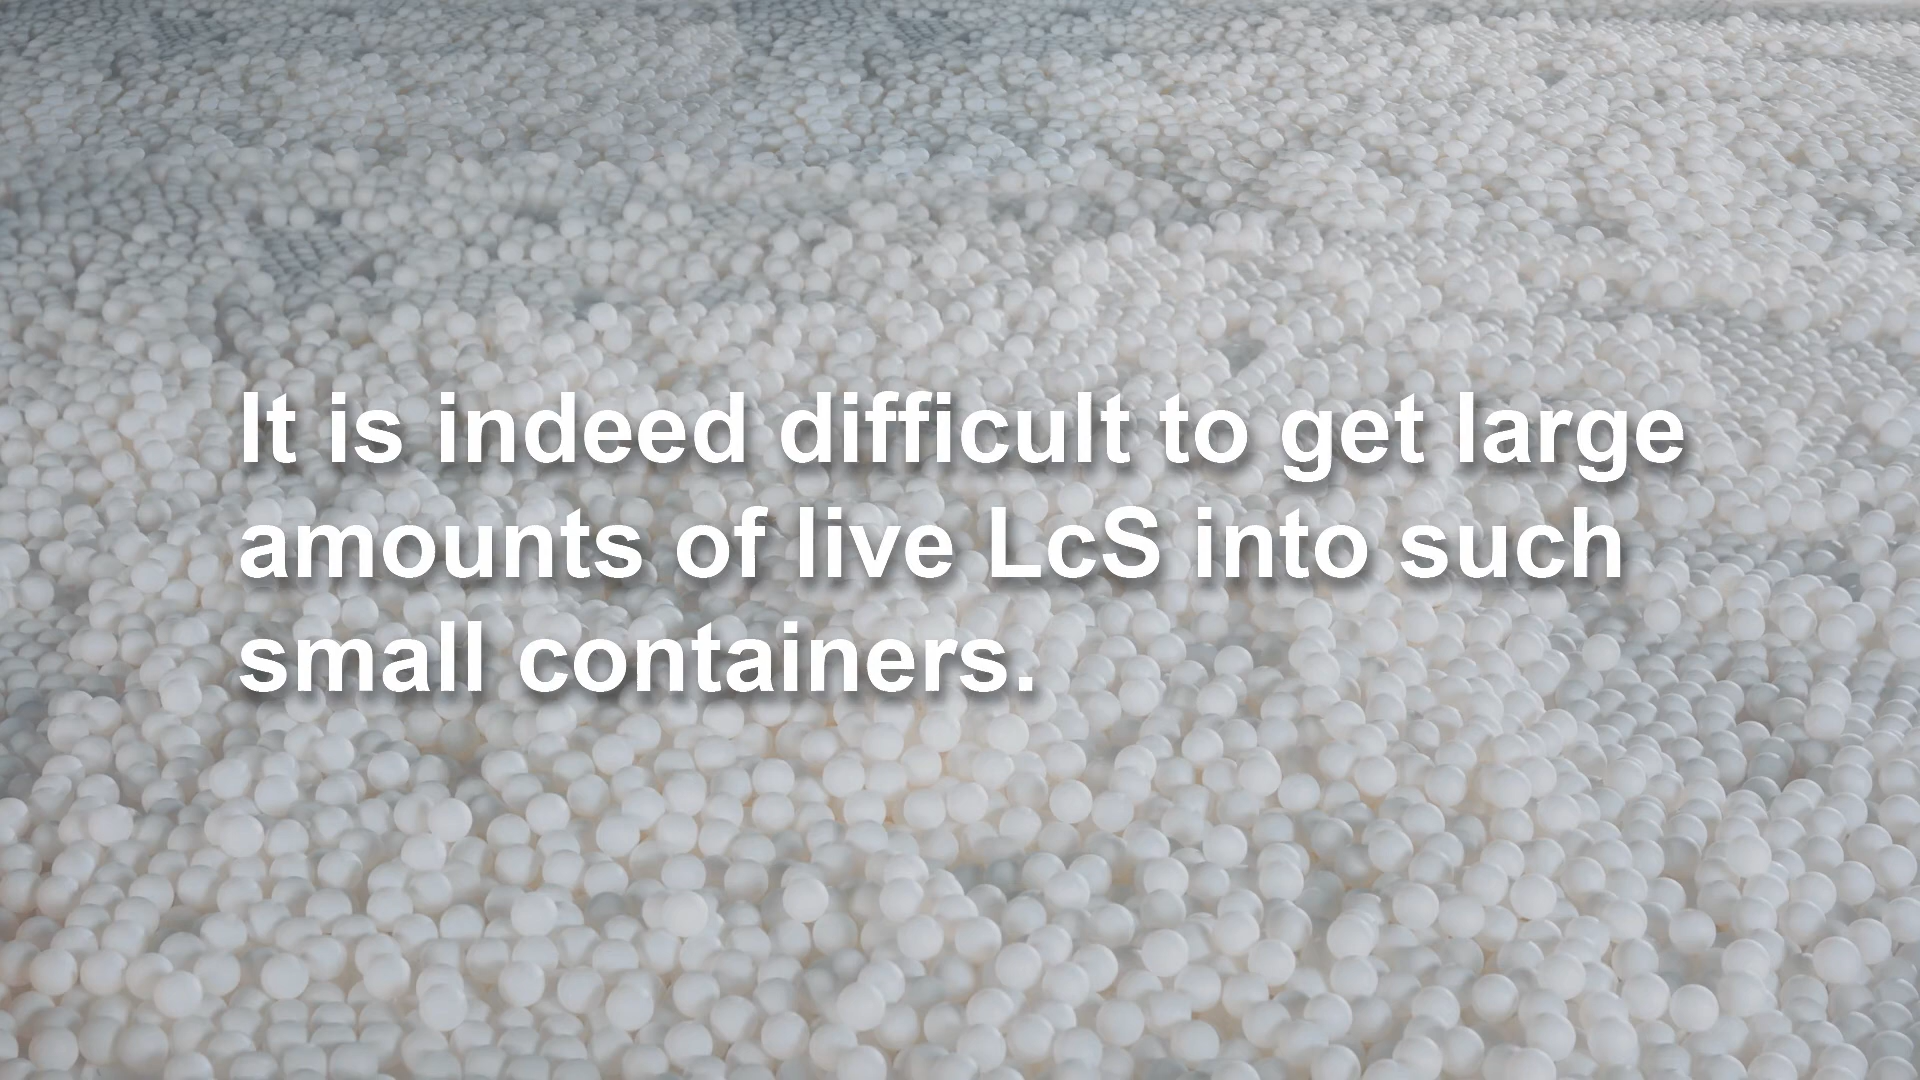 It is indeed difficult to get large
amounts of live LcS into such
small containers.